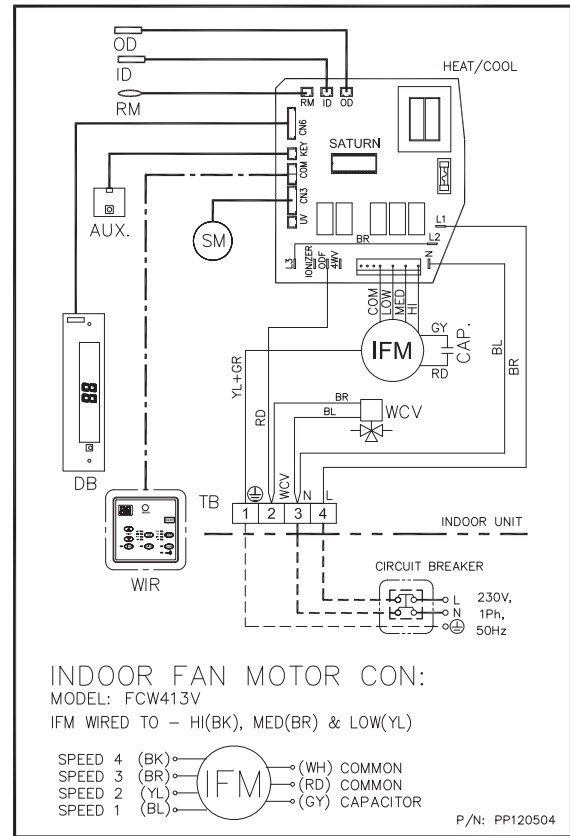 OD
ID
RM
HEAT/COOL
RM ID OD
CN6
KEY
COM
CN3
UV
SATURN
AUX.
SM
L1
L2
BR
L3
IONIZER
ODF
4WV
N
COM
LOW
MED
HI
IFM
GY
RD
CAP.
YL+GR
RD
BL
BR
BR
BL
WCV
88
DB
WCV
N
L
TB
1 2 3 4
INDOOR UNIT
WIR
CIRCUIT BREAKER
L
N
230V,
1Ph,
50Hz
INDOOR FAN MOTOR CON:
MODEL: FCW413V
IFM WIRED TO – HI(BK), MED(BR) & LOW(YL)
SPEED 4 (BK)
SPEED 3 (BR)
SPEED 2 (YL)
SPEED 1 (BL)
IFM
(WH) COMMON
(RD) COMMON
(GY) CAPACITOR
P/N: PP120504